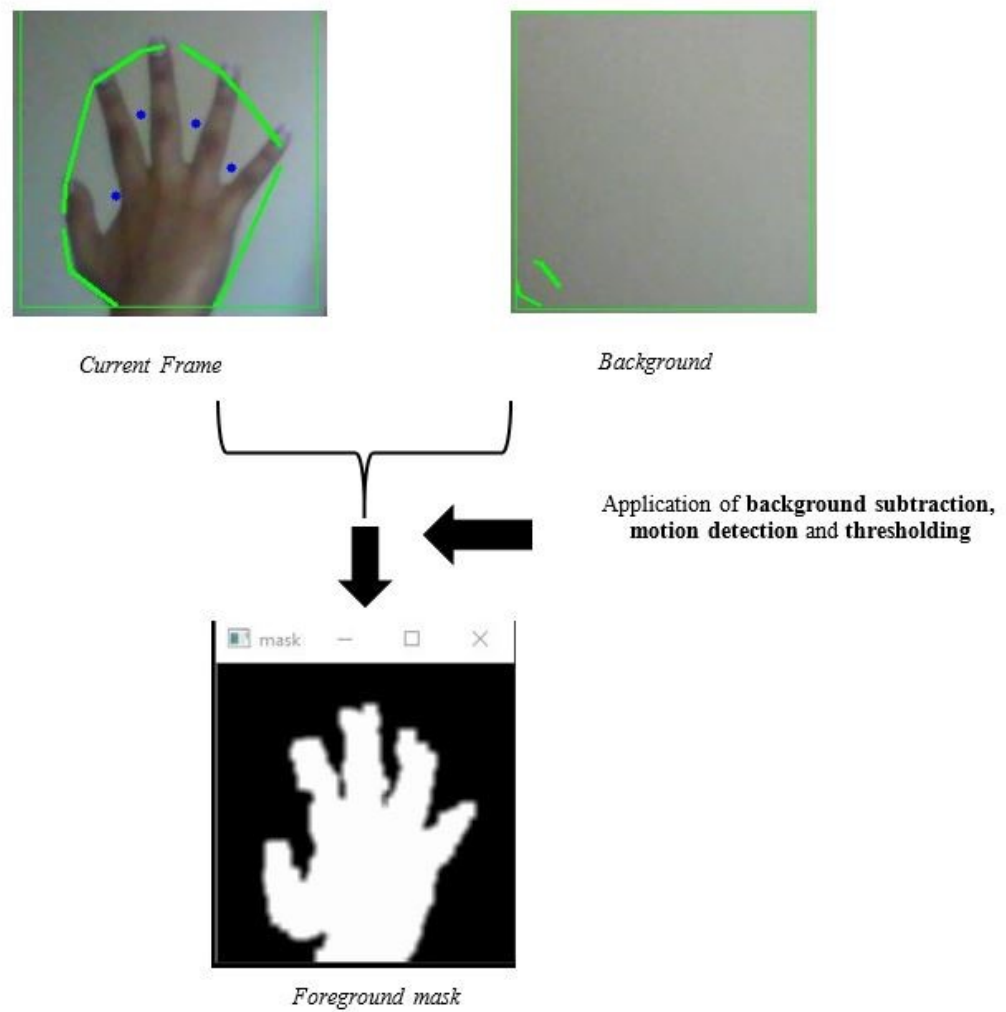 Current Frame
Background
Application of background subtraction,
motion detection and thresholding
mask
Foreground mask